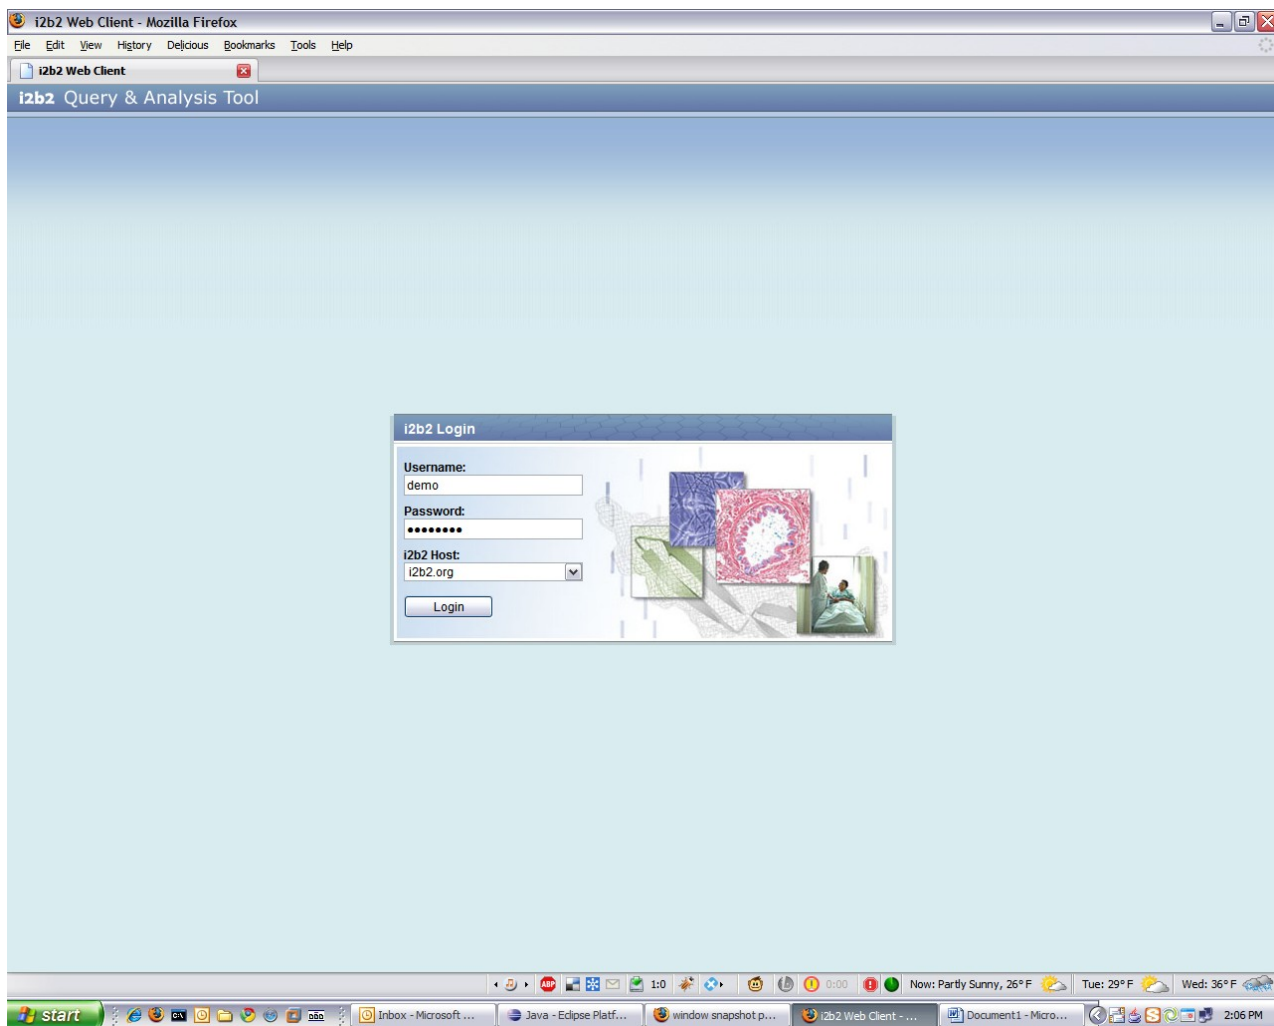 i2b2 Web Client - Mozilla Firefox
File Edit View History Delicious Bookmarks Tools Help
i2b2 Web Client
i2b2 Query & Analysis Tool
i2b2 Login
Username:
demo
Password:
••••••••
i2b2 Host:
i2b2.org
Login
ABP 1:0 0:00 Now: Partly Sunny, 26° F Tue: 29° F Wed: 36° F
start Inbox - Microsoft ... Java - Eclipse Platf... window snapshot p... i2b2 Web Client - ... Document1 - Micro... 2:06 PM